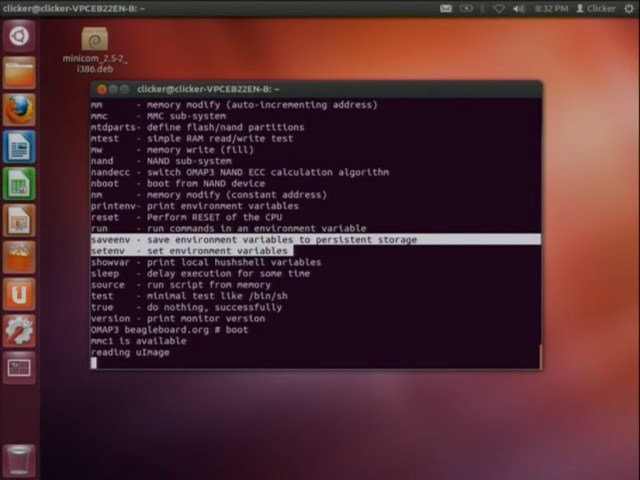 clicker@clicker-VPCEB22EN-B: ~
8:32 PM
Clicker
minicom_2.5-2_
i386.deb
clicker@clicker-VPCEB22EN-B: ~
mm - memory modify (auto-incrementing address)
mmc - MMC sub-system
mtdparts- define flash/nand partitions
mtest - simple RAM read/write test
mw - memory write (fill)
nand - NAND sub-system
nandecc - switch OMAP3 NAND ECC calculation algorithm
nboot - boot from NAND device
nm - memory modify (constant address)
printenv- print environment variables
reset - Perform RESET of the CPU
run - run commands in an environment variable
saveenv - save environment variables to persistent storage
setenv - set environment variables
showvar - print local hushshell variables
sleep - delay execution for some time
source - run script from memory
test - minimal test like /bin/sh
true - do nothing, successfully
version - print monitor version
OMAP3 beagleboard.org # boot
mmc1 is available
reading uImage